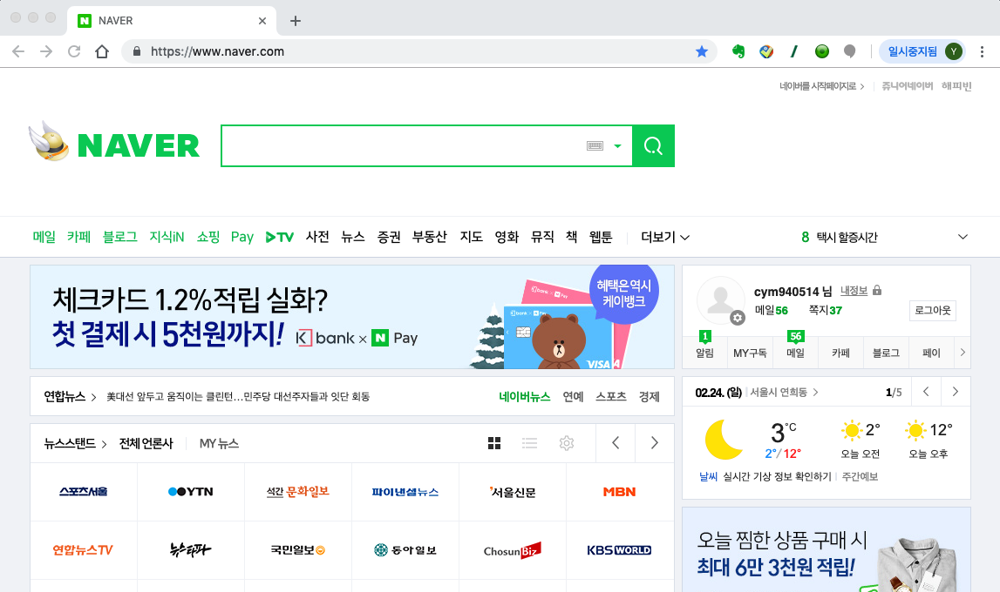 NAVER
https://www.naver.com
일시중지됨 Y
네이버를 시작페이지로 쥬니어네이버 해피빈
NAVER
메일 카페 블로그 지식iN 쇼핑 Pay TV 사전 뉴스 증권 부동산 지도 영화 뮤직 책 웹툰 더보기
8 택시 할증시간
체크카드 1.2%적립 실화?
첫 결제 시 5천원까지! K bank × N Pay
혜택은 역시
케이뱅크
K bank × N Pay
K bank × N Pay
VISA
cym940514 님 내정보
메일56 쪽지37
로그아웃
1 56
알림 MY구독 메일 카페 블로그 페이
연합뉴스 美대선 앞두고 움직이는 클린턴…민주당 대선주자들과 잇단 회동
네이버뉴스 연예 스포츠 경제
02.24. (일) 서울시 연희동 1/5
뉴스스탠드 전체 언론사 MY 뉴스
3°C
2°/12°
2°
오늘 오전
12°
오늘 오후
날씨 실시간 기상 정보 확인하기 주간예보
스포츠서울 YTN 석간 문화일보 파이낸셜뉴스 서울신문 MBN
연합뉴스TV 뉴스타파 국민일보 동아일보 ChosunBiz KBS WORLD
오늘 찜한 상품 구매 시
최대 6만 3천원 적립!